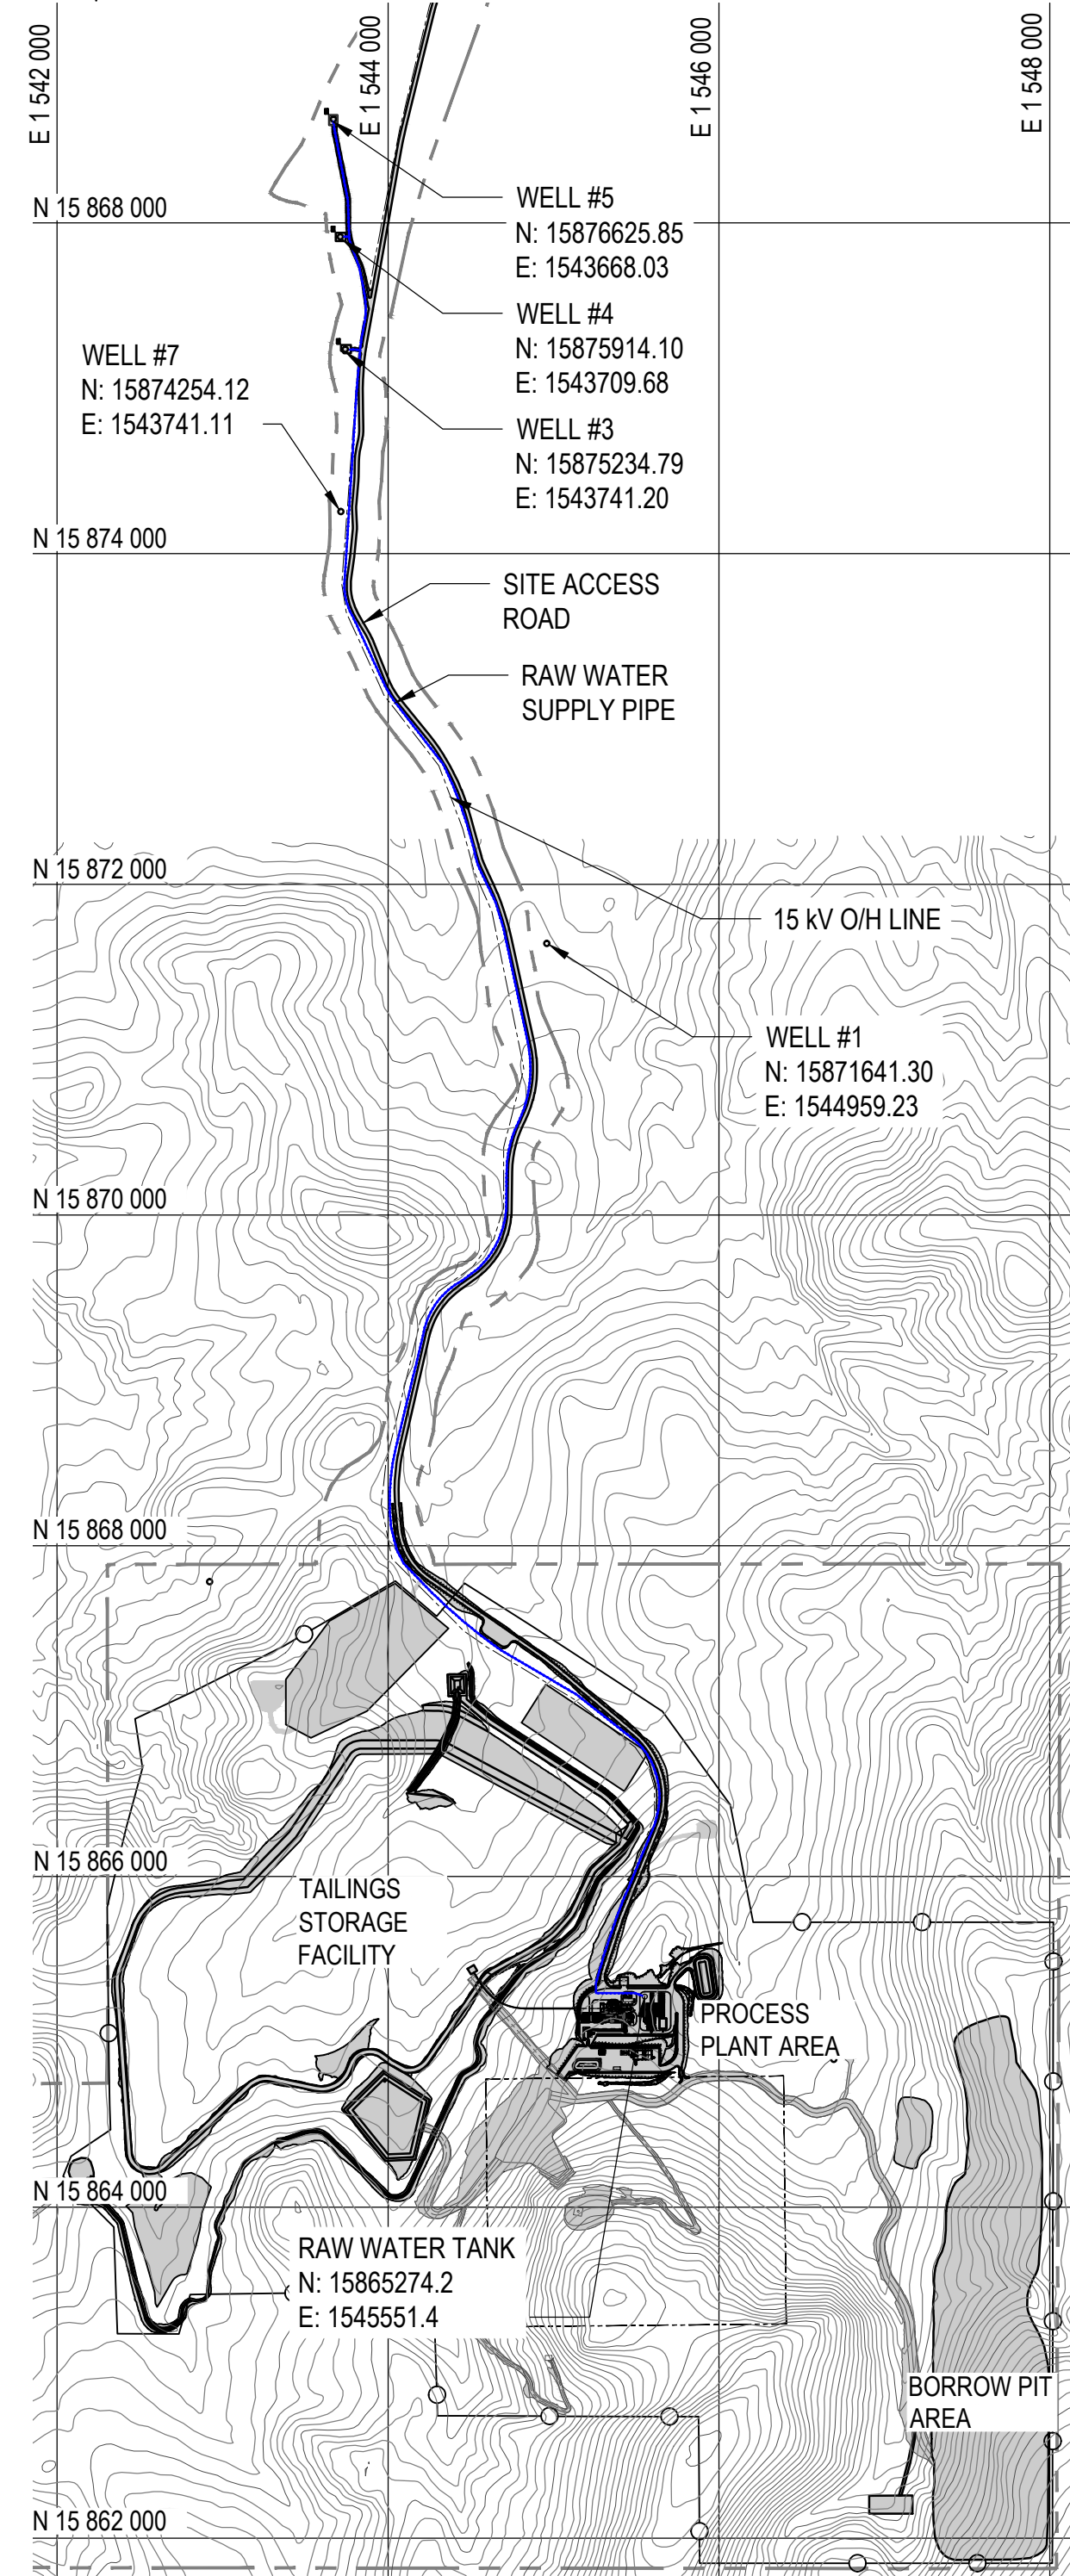 E 1 542 000
E 1 544 000
E 1 546 000
E 1 548 000
N 15 868 000
WELL #5
N: 15876625.85
E: 1543668.03
WELL #4
N: 15875914.10
E: 1543709.68
WELL #7
N: 15874254.12
E: 1543741.11
WELL #3
N: 15875234.79
E: 1543741.20
N 15 874 000
SITE ACCESS
ROAD
RAW WATER
SUPPLY PIPE
N 15 872 000
15 kV O/H LINE
WELL #1
N: 15871641.30
E: 1544959.23
N 15 870 000
N 15 868 000
N 15 866 000
TAILINGS
STORAGE
FACILITY
PROCESS
PLANT AREA
N 15 864 000
RAW WATER TANK
N: 15865274.2
E: 1545551.4
BORROW PIT
AREA
N 15 862 000